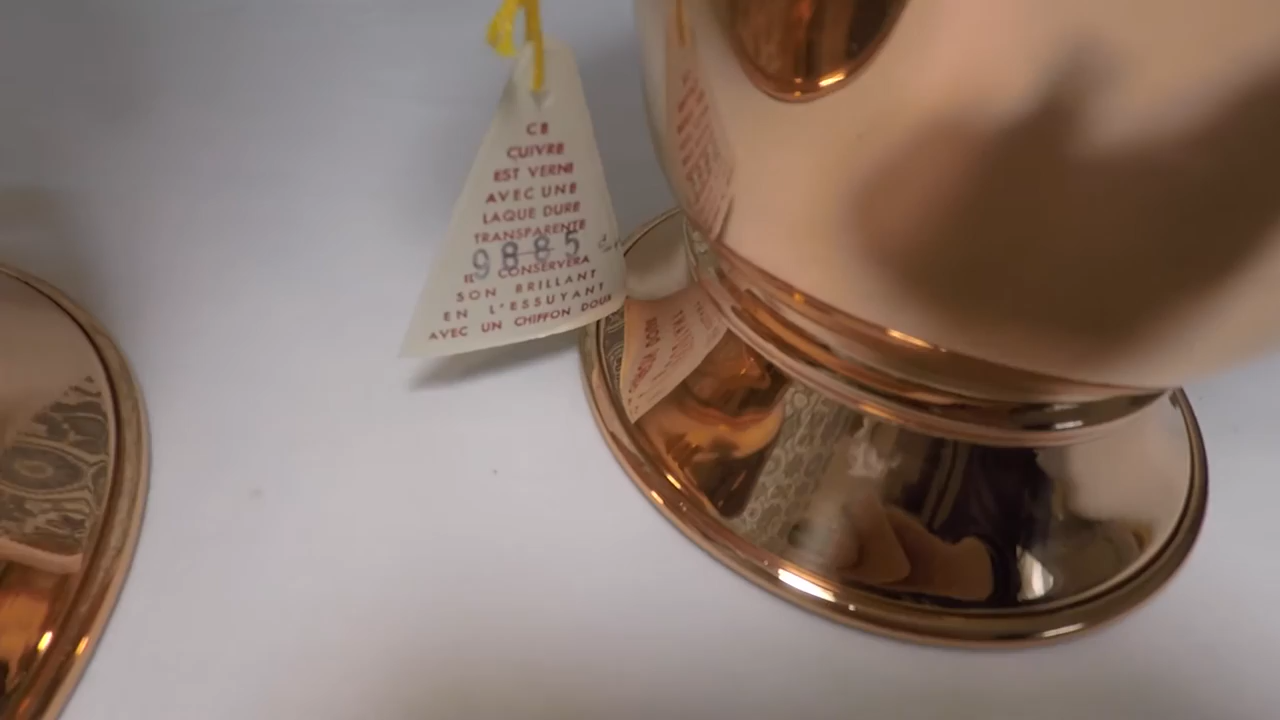 CE
CUIVRE
EST VERNI
AVEC UNE
LAQUE DURE
TRANSPARENTE
9885
IL CONSERVERA
SON BRILLANT
EN L'ESSUYANT
AVEC UN CHIFFON DOUX